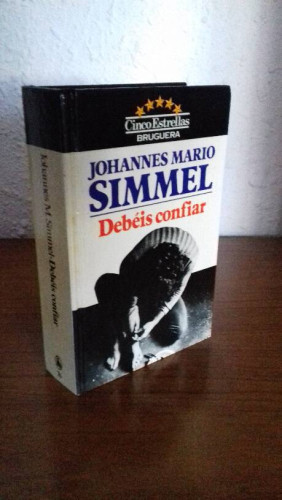 Cinco Estrellas
BRUGUERA
JOHANNES MARIO
SIMMEL
Debéis confiar
Johannes M. Simmel-Debéis confiar